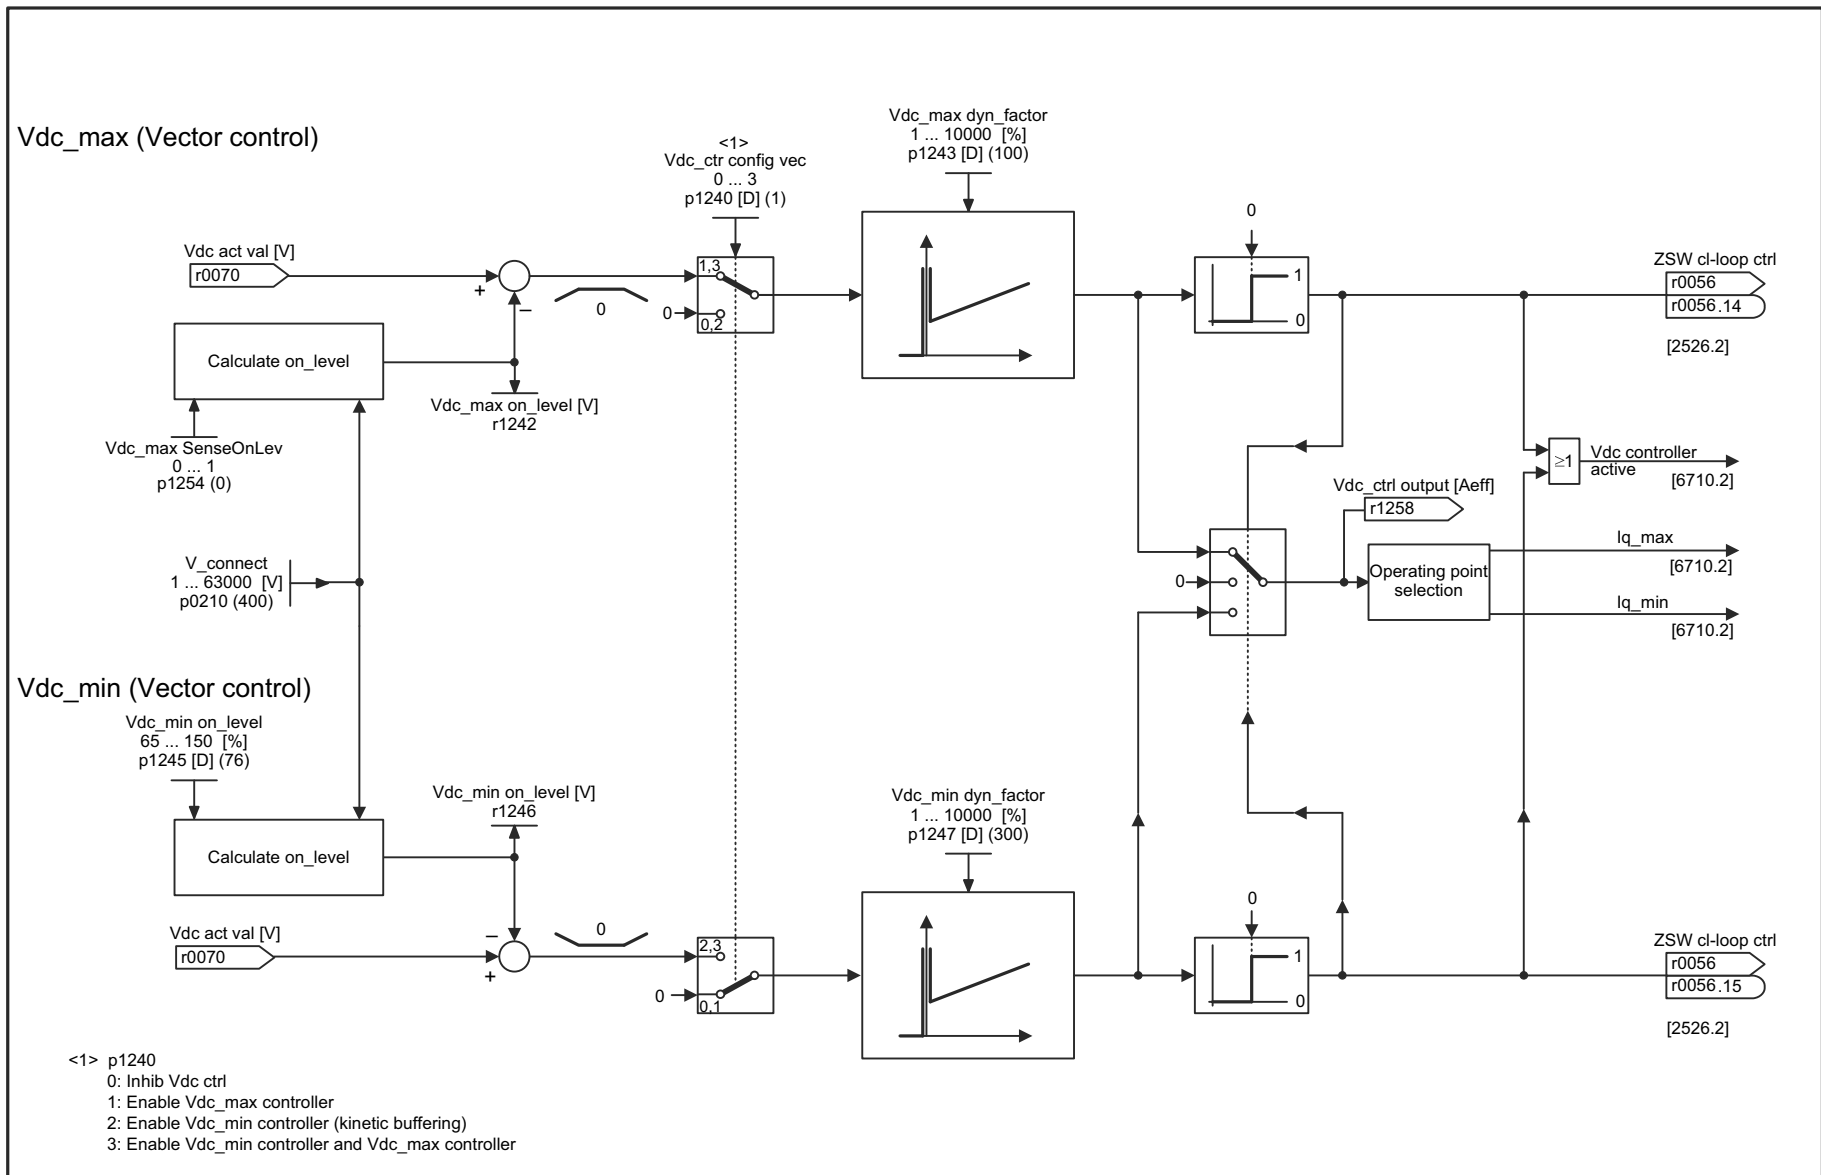 Vdc_max (Vector control)
<1>
Vdc_ctr config vec
0 ... 3
p1240 [D] (1)
Vdc_max dyn_factor
1 ... 10000 [%]
p1243 [D] (100)
0
Vdc act val [V]
r0070
+
–
0
1,3
0
0,2
1
0
ZSW cl-loop ctrl
r0056
r0056.14
[2526.2]
Calculate on_level
Vdc_max on_level [V]
r1242
Vdc_max SenseOnLev
0 ... 1
p1254 (0)
≥1
Vdc controller
active
[6710.2]
Vdc_ctrl output [Aeff]
r1258
V_connect
1 ... 63000 [V]
p0210 (400)
0
Operating point
selection
Iq_max
[6710.2]
Iq_min
[6710.2]
Vdc_min (Vector control)
Vdc_min on_level
65 ... 150 [%]
p1245 [D] (76)
Vdc_min on_level [V]
r1246
Vdc_min dyn_factor
1 ... 10000 [%]
p1247 [D] (300)
Calculate on_level
0
Vdc act val [V]
r0070
–
+
0
2,3
0
0,1
1
0
ZSW cl-loop ctrl
r0056
r0056.15
[2526.2]
<1> p1240
0: Inhib Vdc ctrl
1: Enable Vdc_max controller
2: Enable Vdc_min controller (kinetic buffering)
3: Enable Vdc_min controller and Vdc_max controller